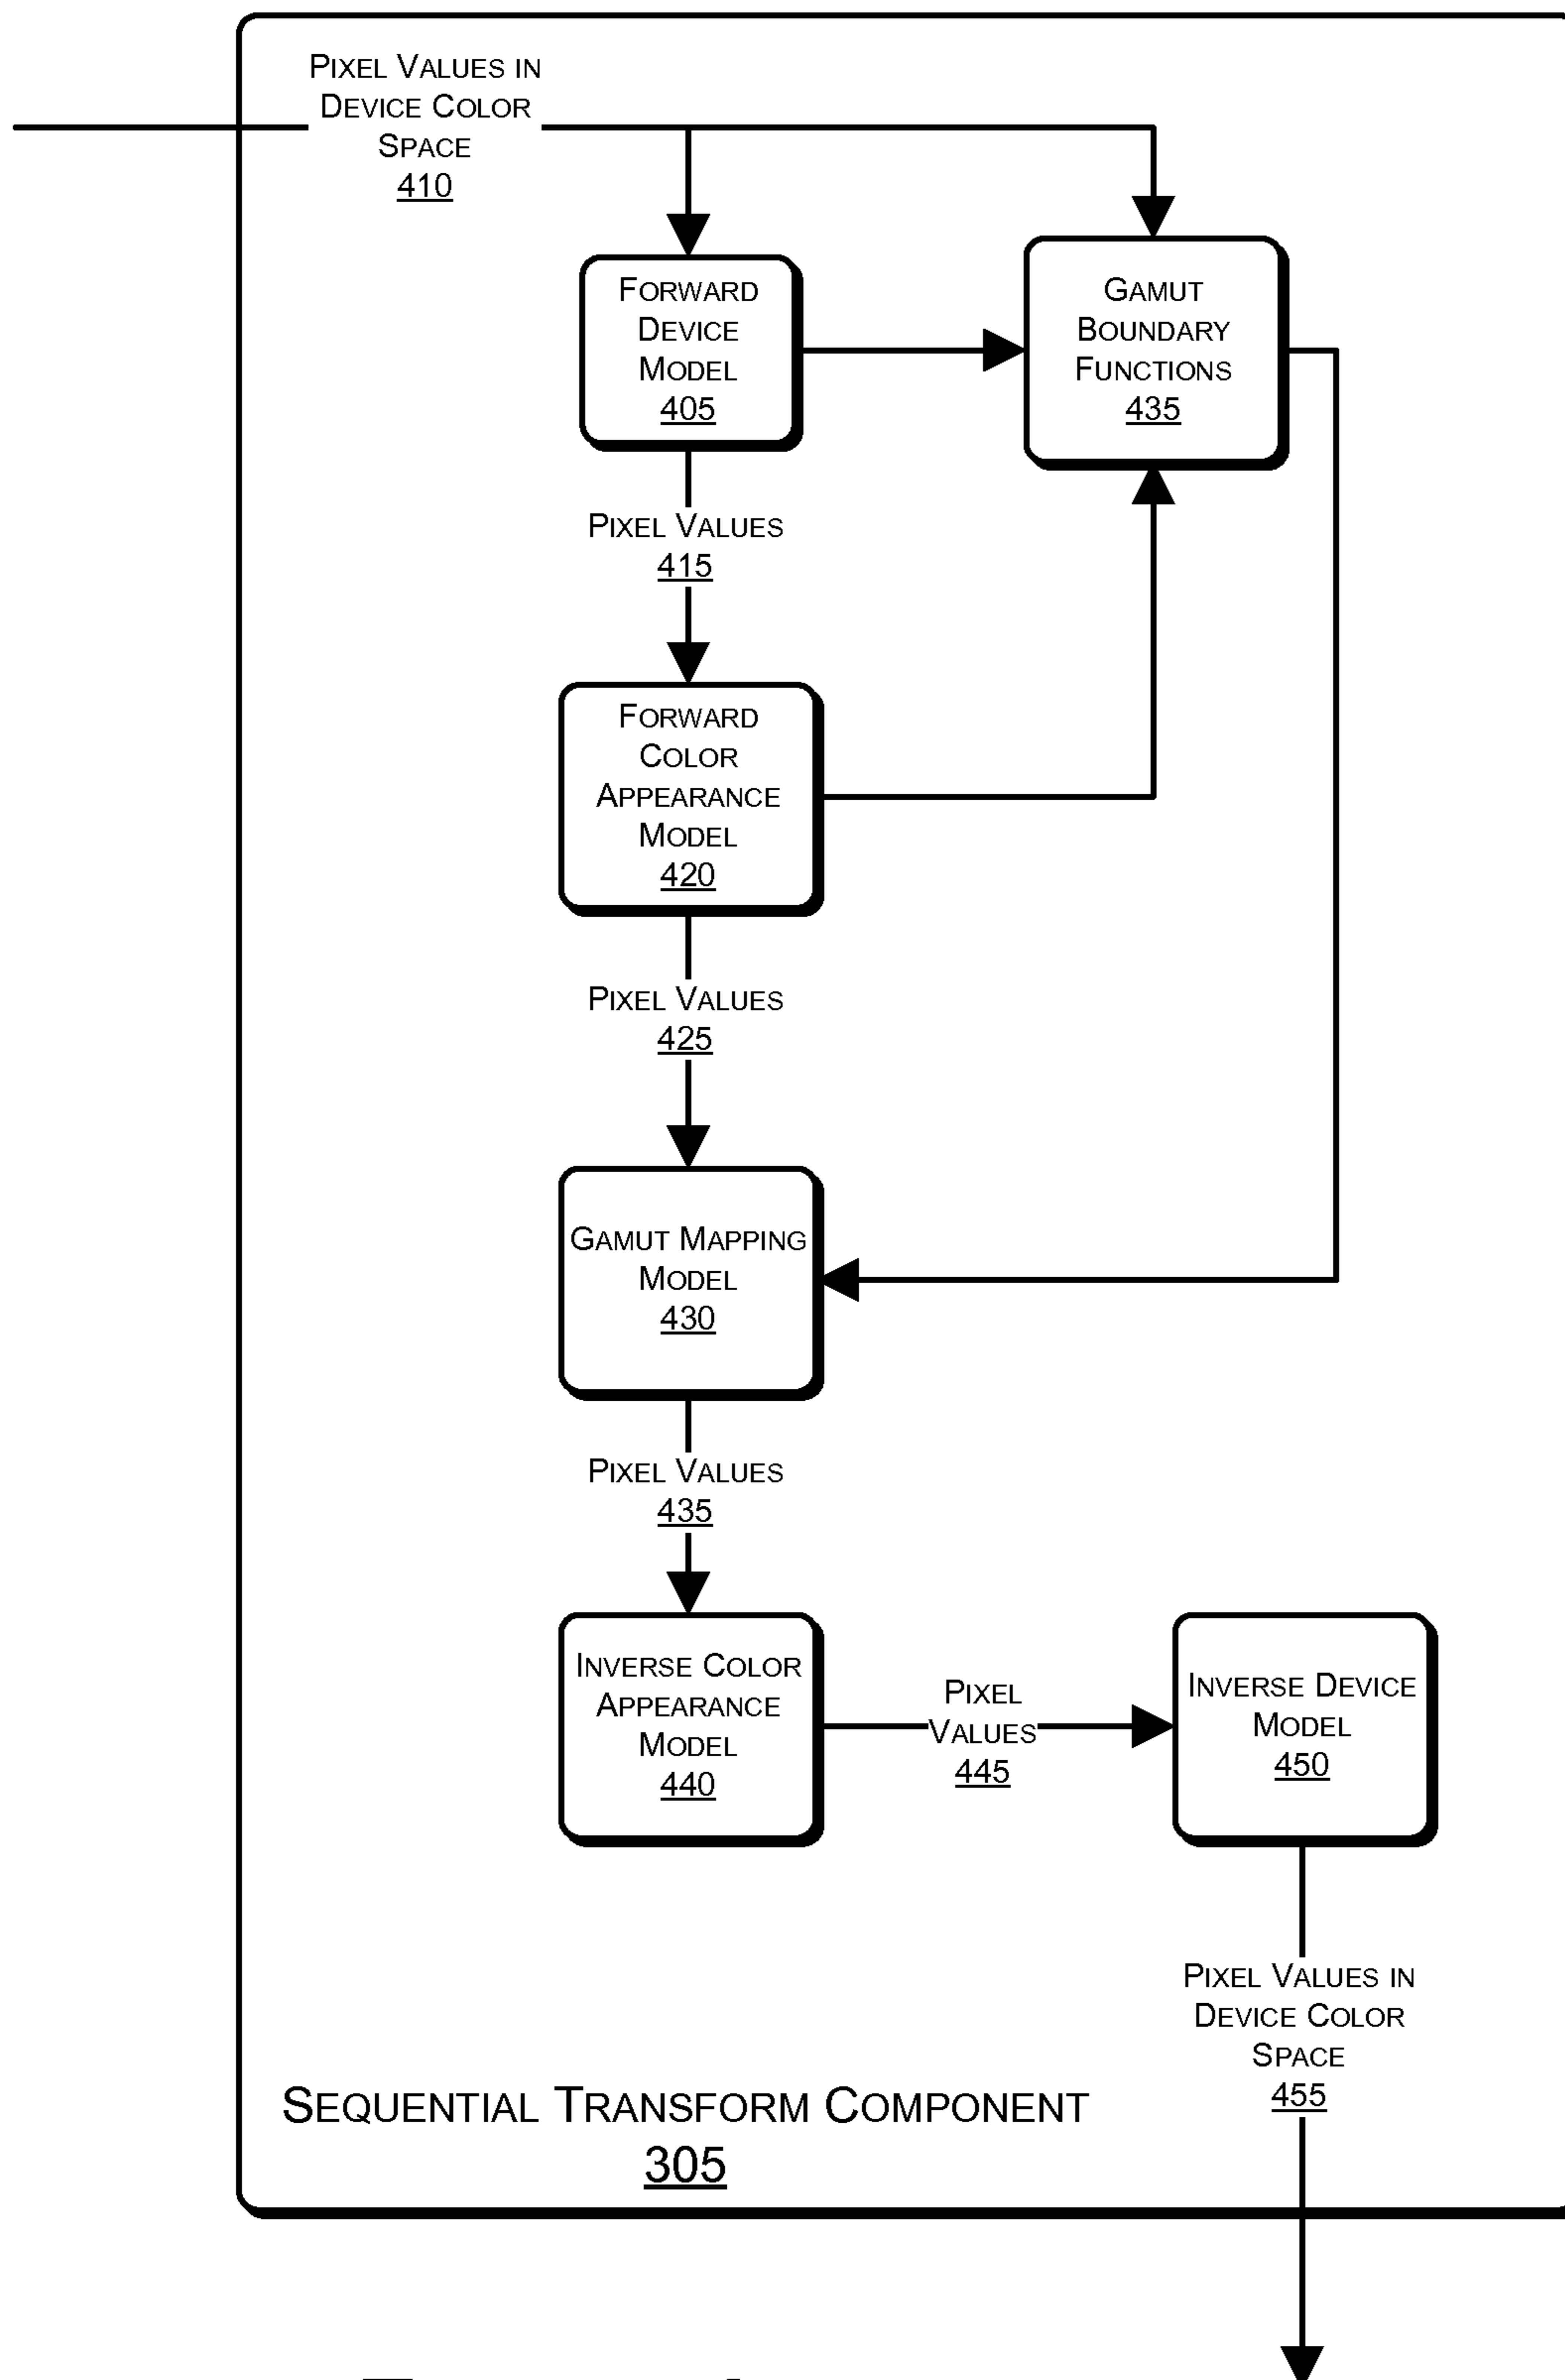 PIXEL VALUES IN
DEVICE COLOR
SPACE
410
FORWARD
DEVICE
MODEL
405
GAMUT
BOUNDARY
FUNCTIONS
435
PIXEL VALUES
415
FORWARD
COLOR
APPEARANCE
MODEL
420
PIXEL VALUES
425
GAMUT MAPPING
MODEL
430
PIXEL VALUES
435
INVERSE COLOR
APPEARANCE
MODEL
440
PIXEL
VALUES
445
INVERSE DEVICE
MODEL
450
PIXEL VALUES IN
DEVICE COLOR
SPACE
455
SEQUENTIAL TRANSFORM COMPONENT
305